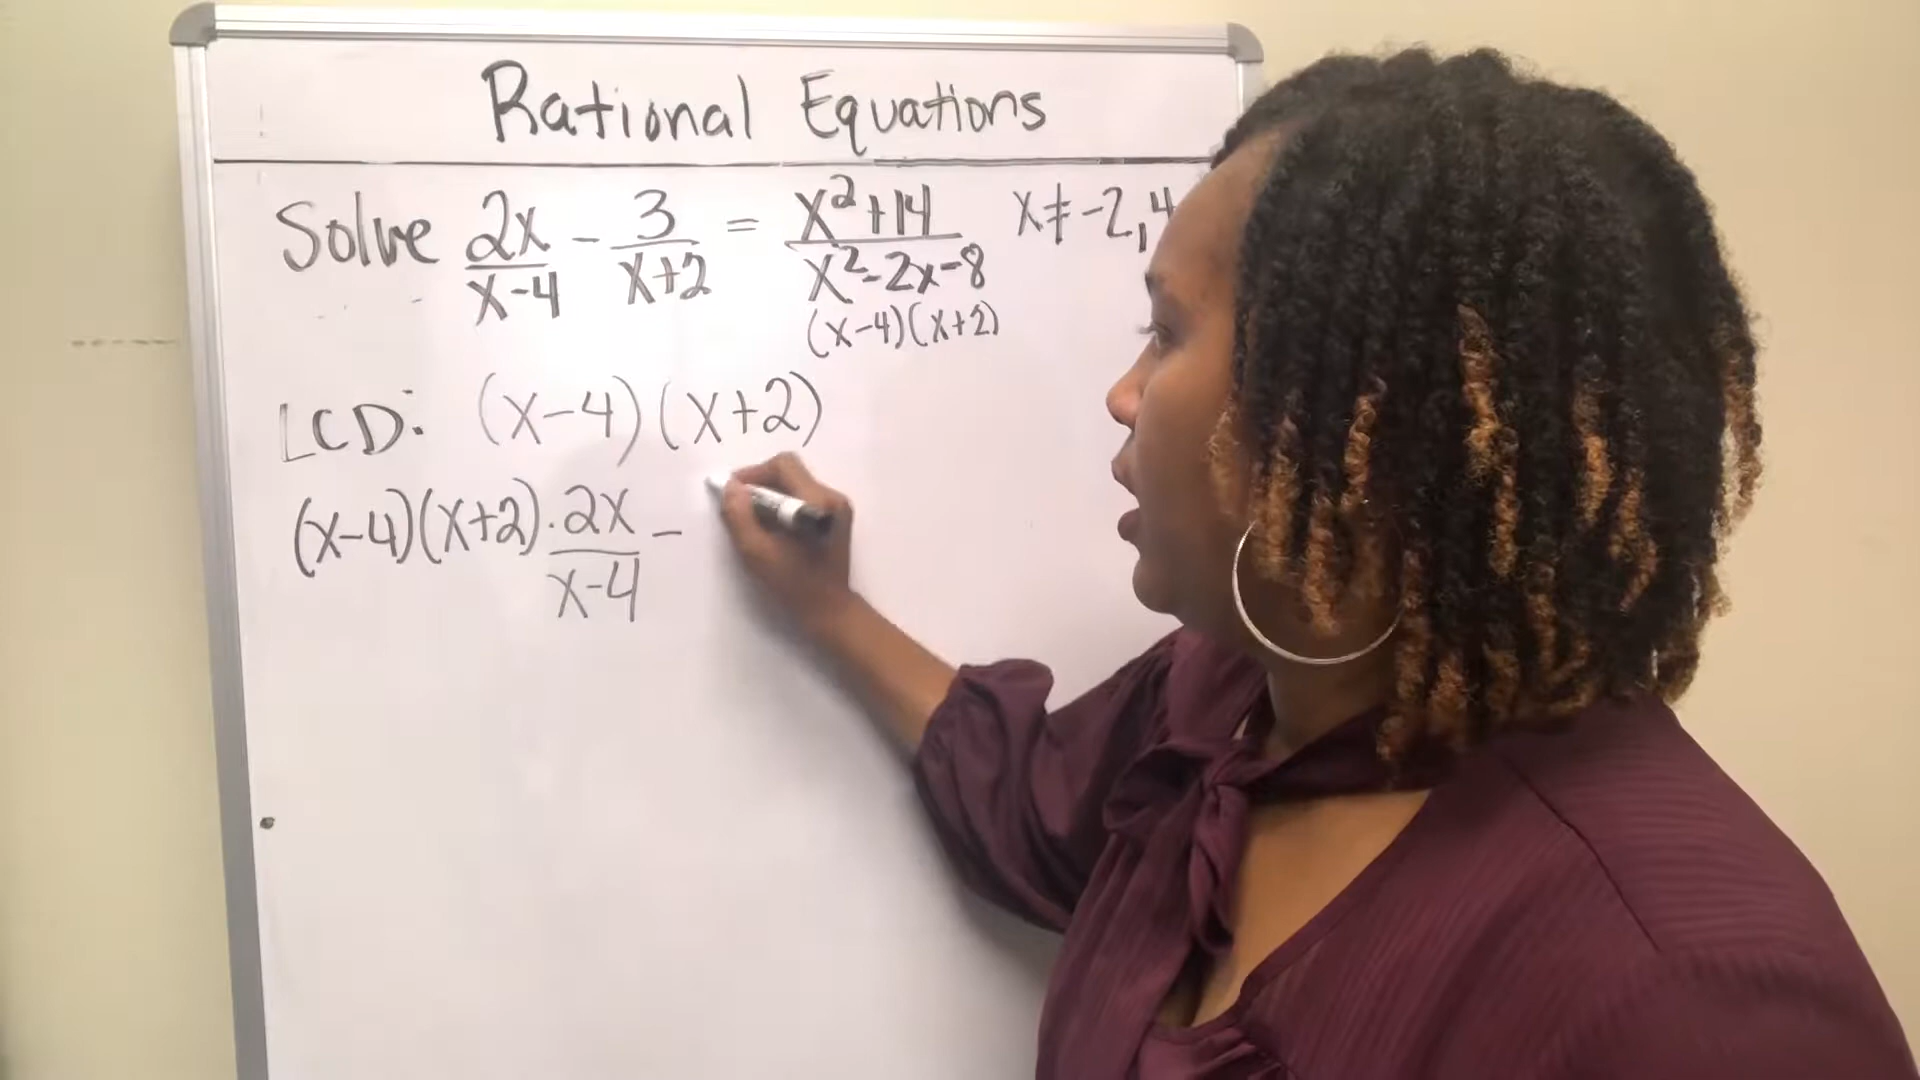 Rational Equations
Solve 2x/x-4 - 3/x+2 = x²+14/x²-2x-8 x≠-2,4
(x-4)(x+2)
LCD: (x-4)(x+2)
(x-4)(x+2)·2x/x-4 -